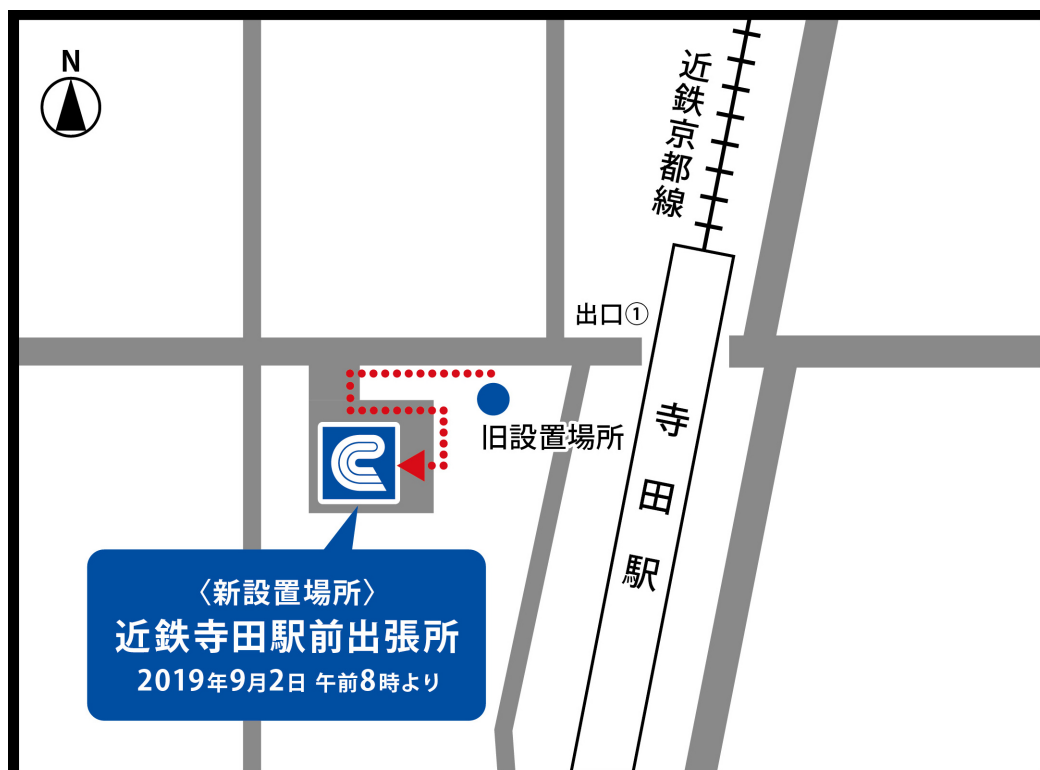 N
近鉄京都線
出口①
寺田駅
旧設置場所
〈新設置場所〉
近鉄寺田駅前出張所
2019年9月2日 午前8時より